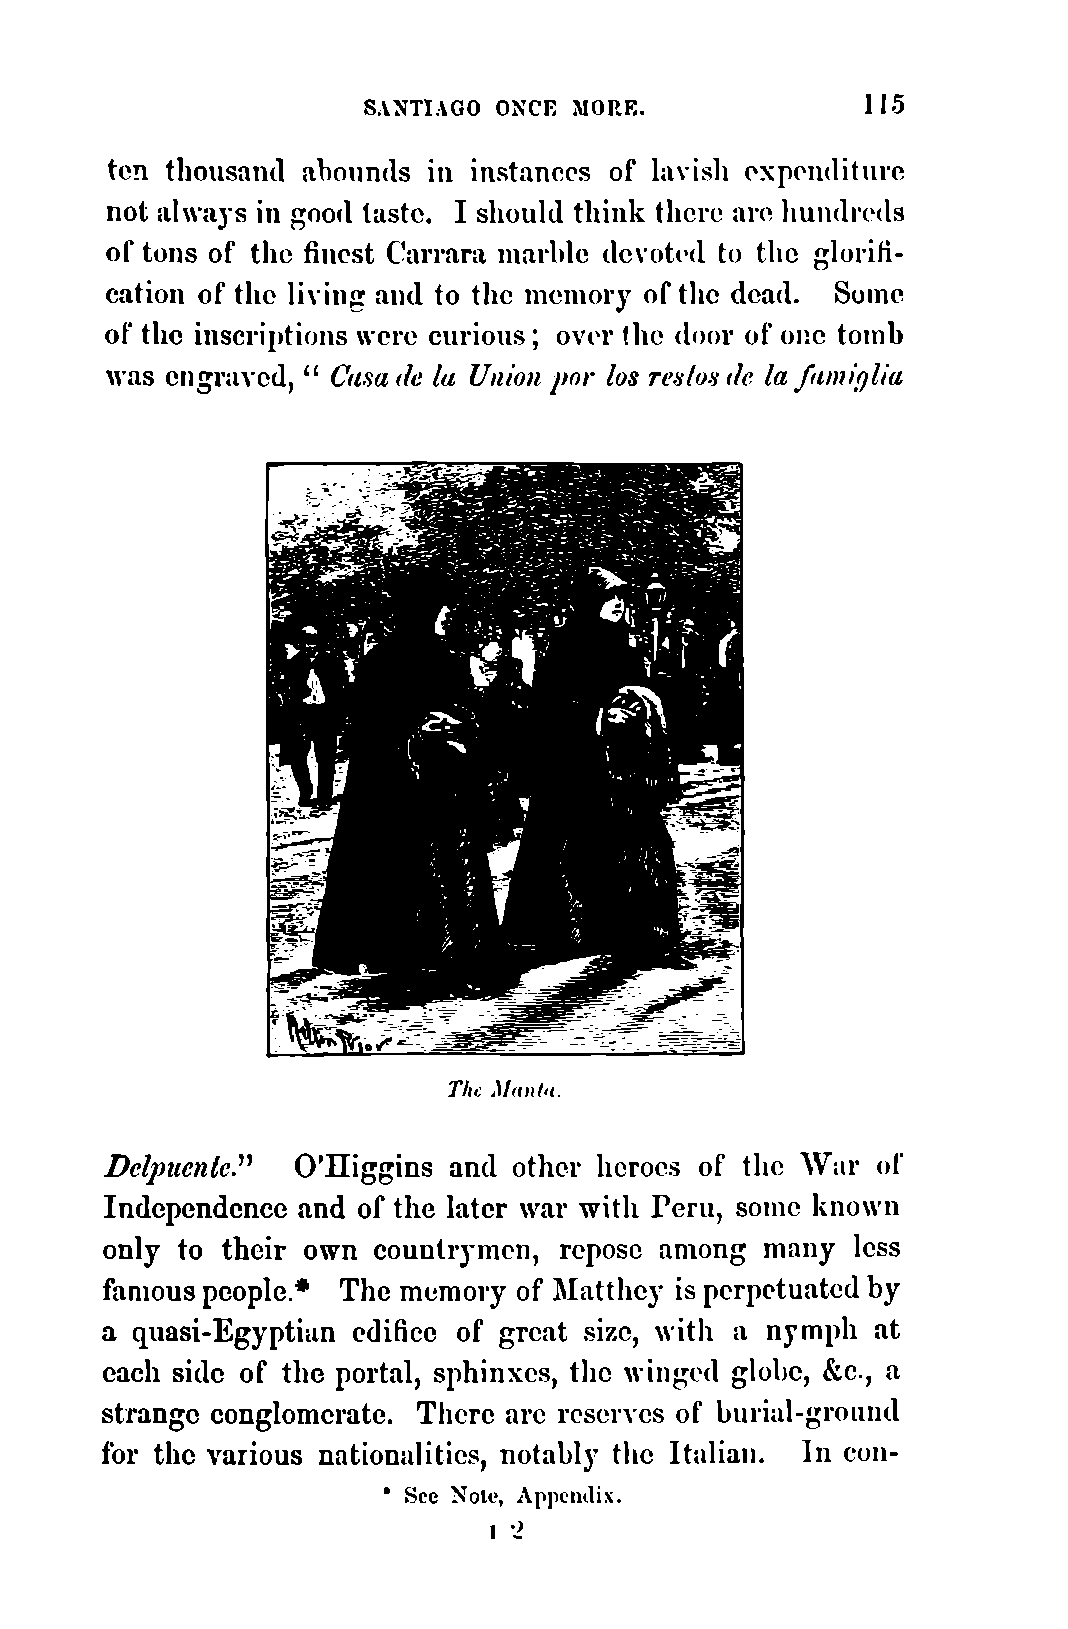 SANTIAGO ONCE MORE. 115
ten thousand abounds in instances of lavish expenditure
not always in good taste. I should think there are hundreds
of tons of the finest Carrara marble devoted to the glorifi-
cation of the living and to the memory of the dead. Some
of the inscriptions were curious; over the door of one tomb
was engraved, “ Casa de la Union por los restos de la famiglia
Melton Prior
The Manta.
Delpuente.” O'Higgins and other heroes of the War of
Independence and of the later war with Peru, some known
only to their own countrymen, repose among many less
famous people.* The memory of Matthey is perpetuated by
a quasi-Egyptian edifice of great size, with a nymph at
each side of the portal, sphinxes, the winged globe, &c., a
strange conglomerate. There are reserves of burial-ground
for the various nationalities, notably the Italian. In con-
* See Note, Appendix.
I 2